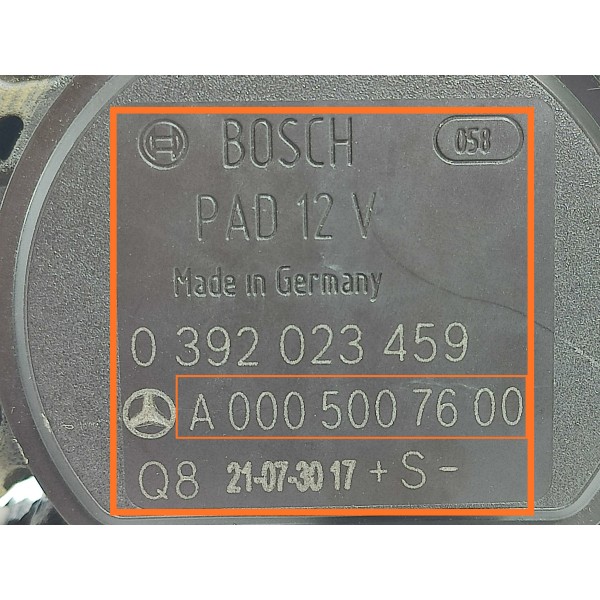 BOSCH 058
PAD 12 V
Made in Germany
0 392 023 459
A 000 500 76 00
Q8 21-07-30 17 + S -